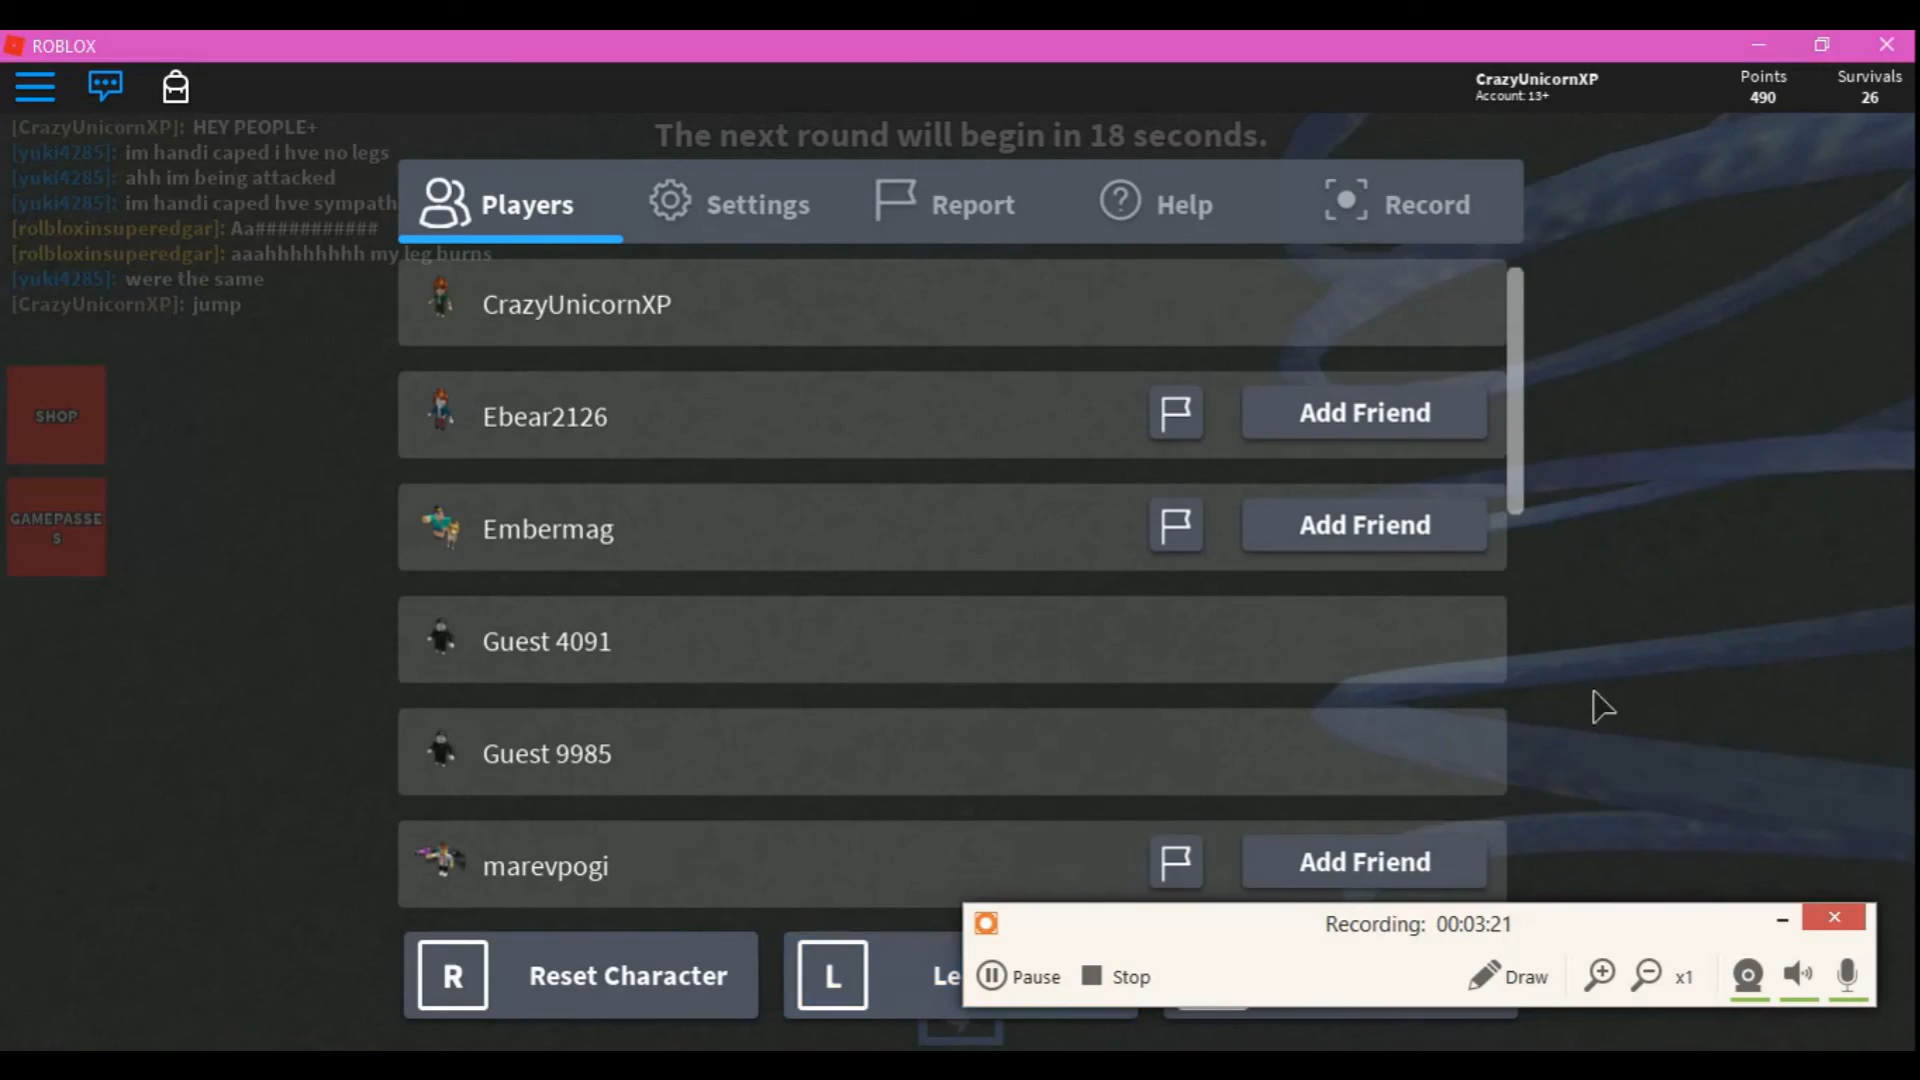 ROBLOX
CrazyUnicornXP
Account: 13+
Points
490
Survivals
26
[CrazyUnicornXP]: HEY PEOPLE+
[yuki4285]: im handi caped i hve no legs
[yuki4285]: ahh im being attacked
[yuki4285]: im handi caped hve sympath
[rolbloxinsuperedgar]: Aa###########
[rolbloxinsuperedgar]: aaahhhhhhhh my leg burns
[yuki4285]: were the same
[CrazyUnicornXP]: jump
The next round will begin in 18 seconds.
Players
Settings
Report
Help
Record
SHOP
GAMEPASSE
S
CrazyUnicornXP
Ebear2126
Add Friend
Embermag
Add Friend
Guest 4091
Guest 9985
marevpogi
Add Friend
R Reset Character
L Le
Recording: 00:03:21
Pause
Stop
Draw
x1